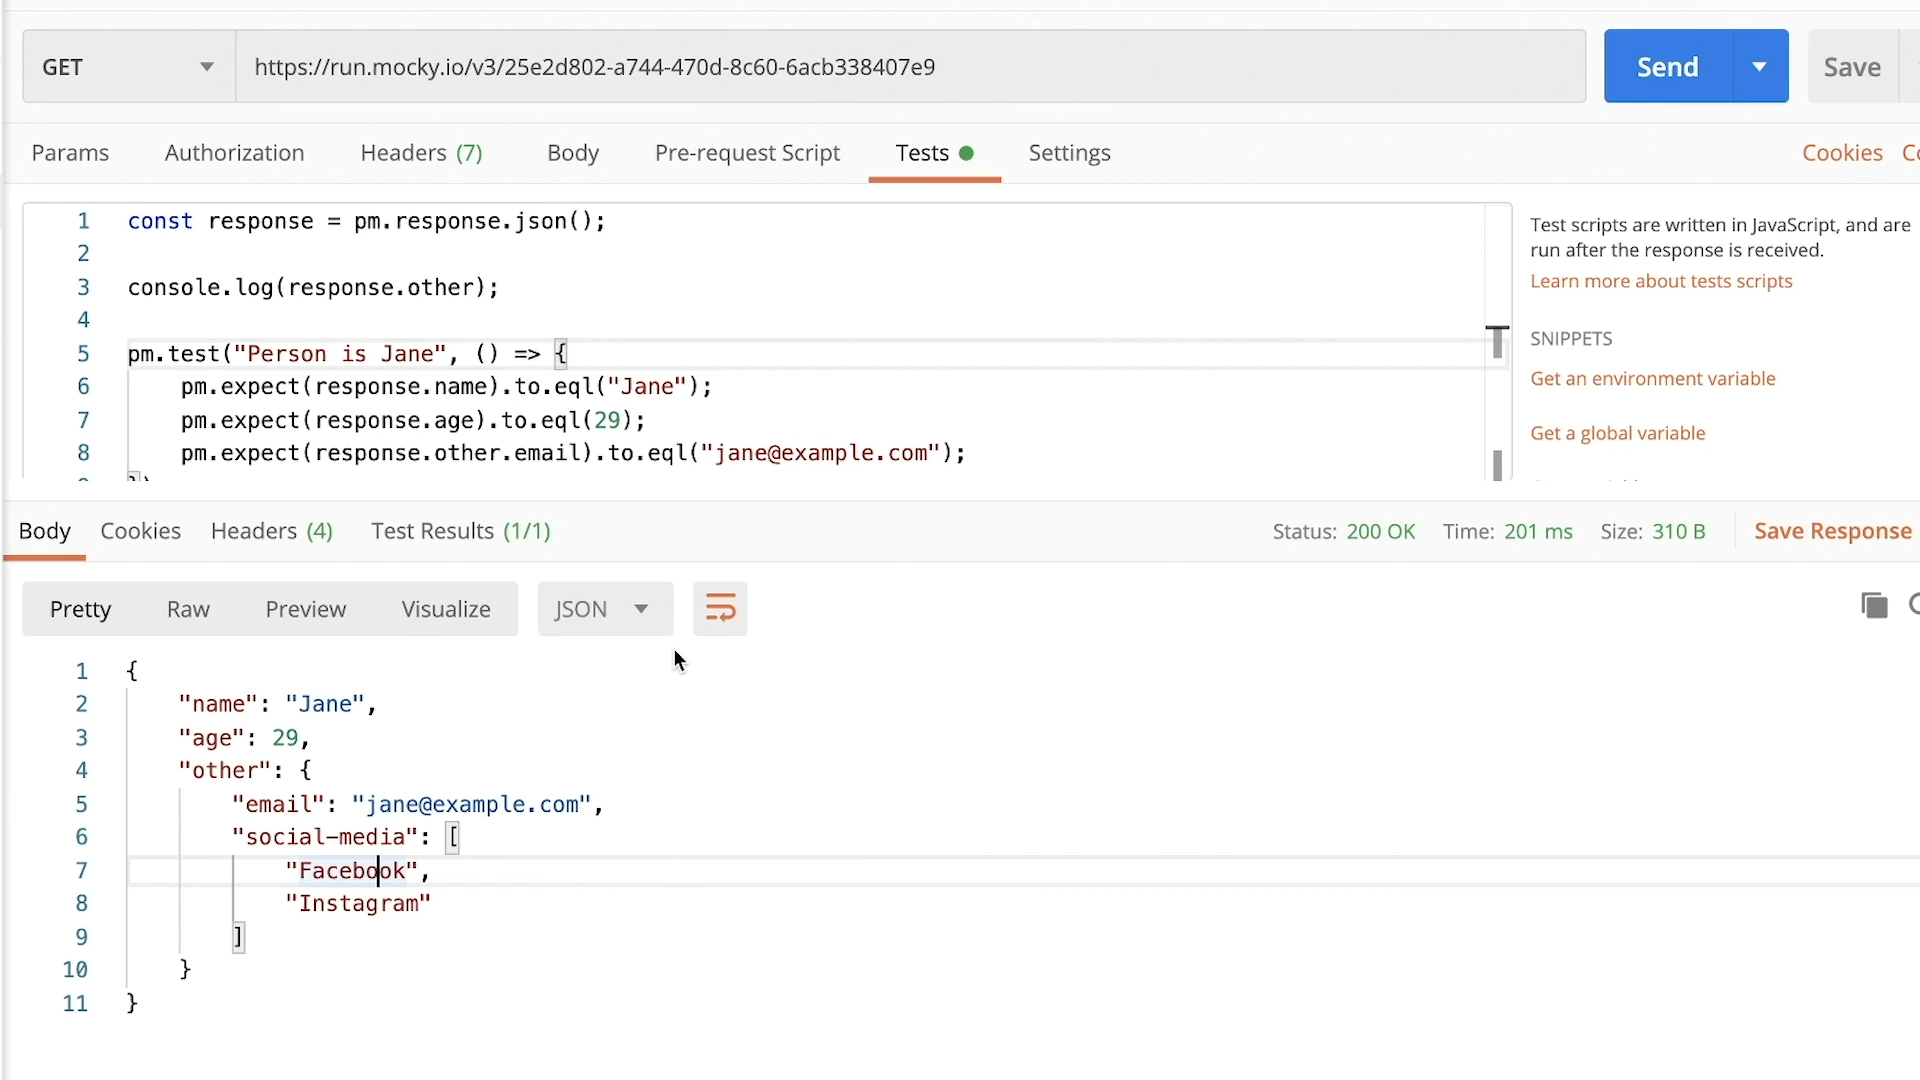 GET https://run.mocky.io/v3/25e2d802-a744-470d-8c60-6acb338407e9 Send Save
Params Authorization Headers (7) Body Pre-request Script Tests Settings Cookies
1 const response = pm.response.json();
2
3 console.log(response.other);
4
5 pm.test("Person is Jane", () => {
6 pm.expect(response.name).to.eql("Jane");
7 pm.expect(response.age).to.eql(29);
8 pm.expect(response.other.email).to.eql("jane@example.com");
Test scripts are written in JavaScript, and are
run after the response is received.
Learn more about tests scripts
SNIPPETS
Get an environment variable
Get a global variable
Body Cookies Headers (4) Test Results (1/1) Status: 200 OK Time: 201 ms Size: 310 B Save Response
Pretty Raw Preview Visualize JSON
1 {
2 "name": "Jane",
3 "age": 29,
4 "other": {
5 "email": "jane@example.com",
6 "social-media": [
7 "Facebook",
8 "Instagram"
9 ]
10 }
11 }